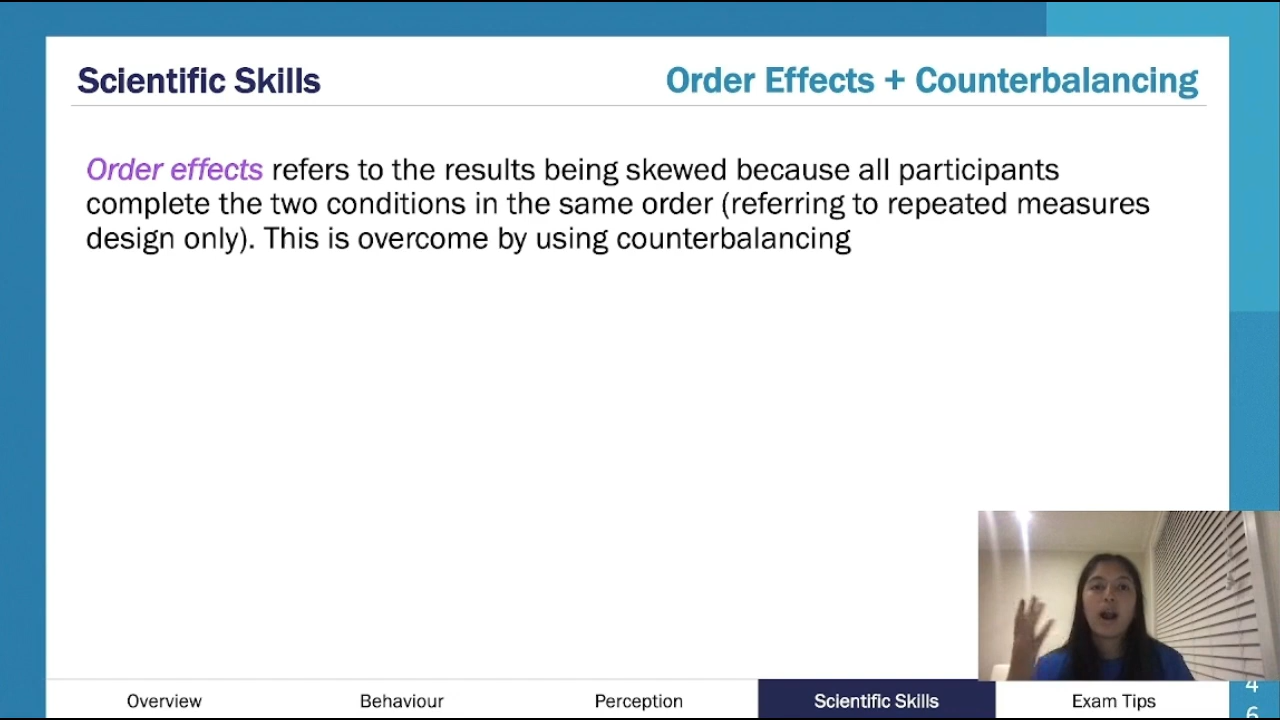 Scientific Skills
Order Effects + Counterbalancing
Order effects refers to the results being skewed because all participants
complete the two conditions in the same order (referring to repeated measures
design only). This is overcome by using counterbalancing
Overview
Behaviour
Perception
Scientific Skills
Exam Tips
4
6